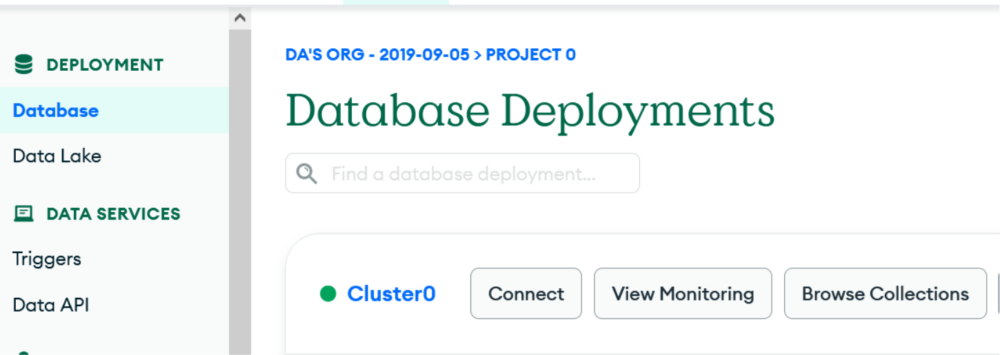 DEPLOYMENT
Database
Data Lake
DATA SERVICES
Triggers
Data API
DA'S ORG - 2019-09-05 > PROJECT 0
Database Deployments
Find a database deployment...
Cluster0
Connect
View Monitoring
Browse Collections